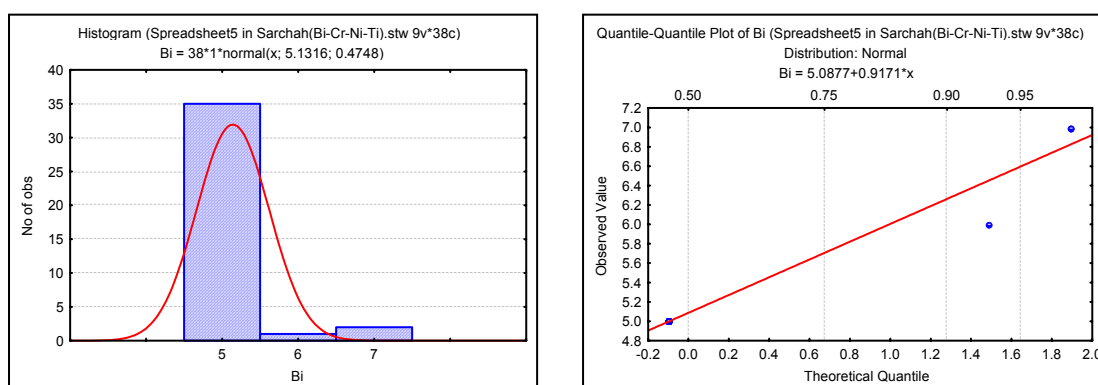 Histogram (Spreadsheet5 in Sarchah(Bi-Cr-Ni-Ti).stw 9v*38c)
Bi = 38*1*normal(x; 5.1316; 0.4748)
40
35
30
25
20
15
10
5
0
No of obs
5 6 7
Bi
Quantile-Quantile Plot of Bi (Spreadsheet5 in Sarchah(Bi-Cr-Ni-Ti).stw 9v*38c)
Distribution: Normal
Bi = 5.0877+0.9171*x
0.50 0.75 0.90 0.95
7.2
7.0
6.8
6.6
6.4
6.2
6.0
5.8
5.6
5.4
5.2
5.0
4.8
Observed Value
-0.2 0.0 0.2 0.4 0.6 0.8 1.0 1.2 1.4 1.6 1.8 2.0
Theoretical Quantile